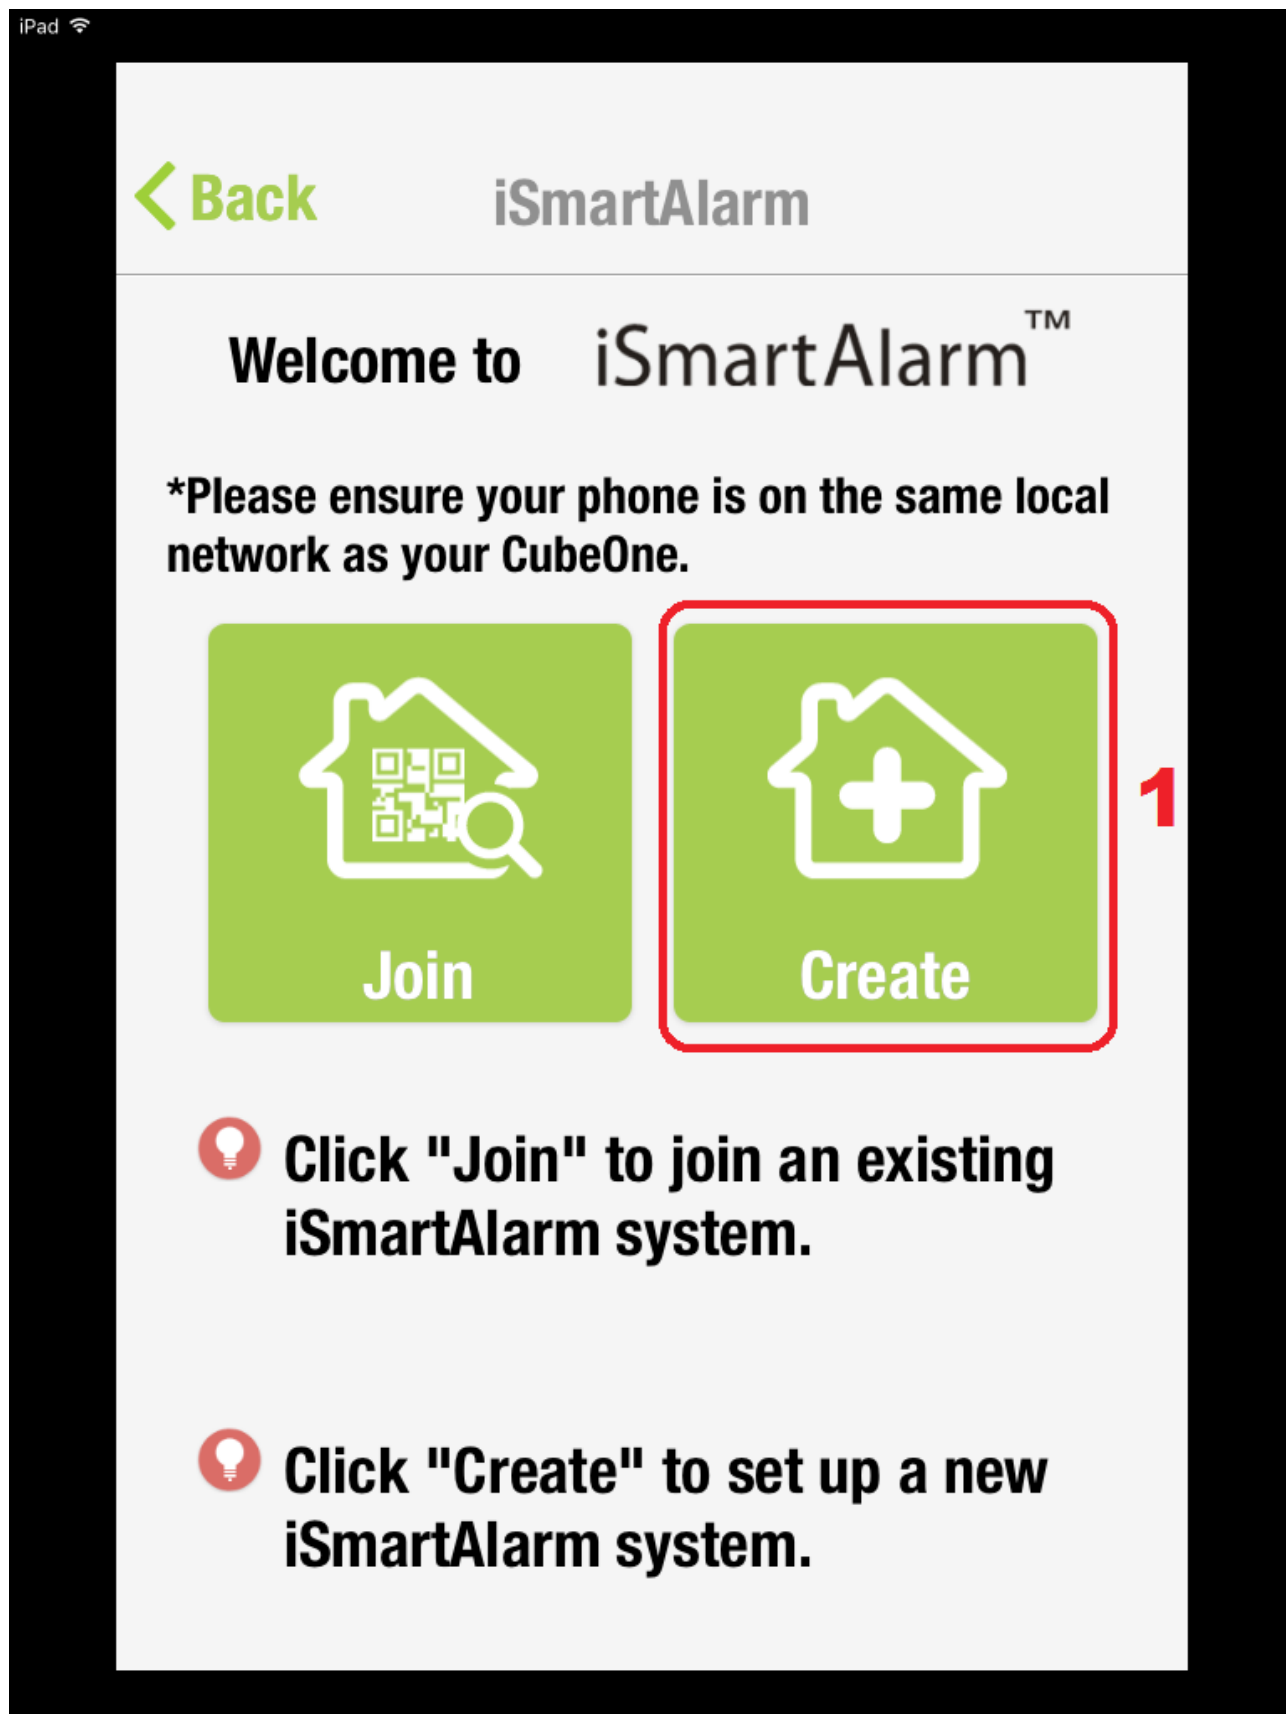 iPad
Back
iSmartAlarm
Welcome to iSmartAlarm™
*Please ensure your phone is on the same local
network as your CubeOne.
Join
Create
1
Click "Join" to join an existing
iSmartAlarm system.
Click "Create" to set up a new
iSmartAlarm system.